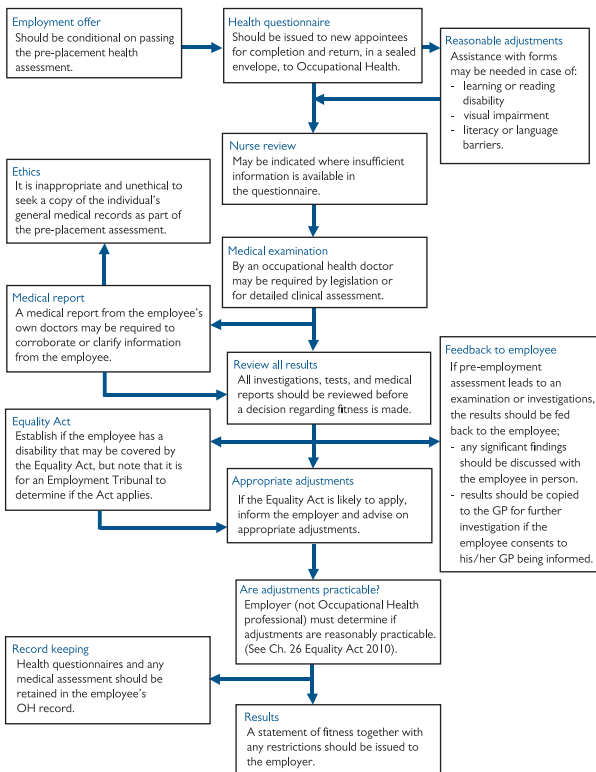 Employment offer
Should be conditional on passing
the pre-placement health
assessment.
Health questionnaire
Should be issued to new appointees
for completion and return, in a sealed
envelope, to Occupational Health.
Reasonable adjustments
Assistance with forms
may be needed in case of:
- learning or reading
disability
- visual impairment
- literacy or language
barriers.
Nurse review
May be indicated where insufficient
information is available in
the questionnaire.
Ethics
It is inappropriate and unethical to
seek a copy of the individual's
general medical records as part of
the pre-placement assessment.
Medical examination
By an occupational health doctor
may be required by legislation or
for detailed clinical assessment.
Medical report
A medical report from the employee's
own doctors may be required to
corroborate or clarify information
from the employee.
Review all results
All investigations, tests, and medical
reports should be reviewed before
a decision regarding fitness is made.
Feedback to employee
If pre-employment
assessment leads to an
examination or investigations,
the results should be fed
back to the employee;
- any significant findings
should be discussed with
the employee in person.
- results should be copied
to the GP for further
investigation if the
employee consents to
his/her GP being informed.
Equality Act
Establish if the employee has a
disability that may be covered by
the Equality Act, but note that it is
for an Employment Tribunal to
determine if the Act applies.
Appropriate adjustments
If the Equality Act is likely to apply,
inform the employer and advise on
appropriate adjustments.
Are adjustments practicable?
Employer (not Occupational Health
professional) must determine if
adjustments are reasonably practicable.
(See Ch. 26 Equality Act 2010).
Record keeping
Health questionnaires and any
medical assessment should be
retained in the employee's
OH record.
Results
A statement of fitness together with
any restrictions should be issued to
the employer.